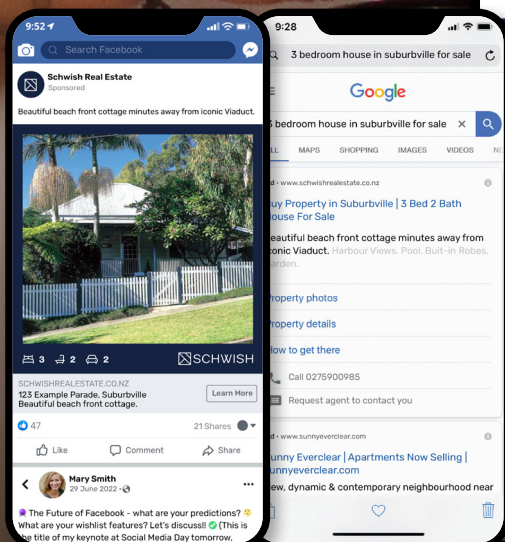 9:52
Search Facebook
Schwish Real Estate
Sponsored
Beautiful beach front cottage minutes away from iconic Viaduct.
3 2 2
SCHWISH
SCHWISHREALESTATE.CO.NZ
123 Example Parade, Suburbville
Beautiful beach front cottage.
Learn More
47
21 Shares
Like
Comment
Share
Mary Smith
29 June 2022 •
The Future of Facebook - what are your predictions?
What are your wishlist features? Let's discuss!! (This is
the title of my keynote at Social Media Day tomorrow,
9:28
3 bedroom house in suburbville for sale
Google
3 bedroom house in suburbville for sale
MAPS
SHOPPING
IMAGES
VIDEOS
www.schwishrealestate.co.nz
Buy Property in Suburbville | 3 Bed 2 Bath
House For Sale
Beautiful beach front cottage minutes away from
iconic Viaduct. Harbour Views, Pool, Buit-in Robes,
Garden.
Property photos
Property details
How to get there
Call 0275900985
Request agent to contact you
www.sunnyeverclear.com
Sunny Everclear | Apartments Now Selling |
sunnyeverclear.com
New, dynamic & contemporary neighbourhood near